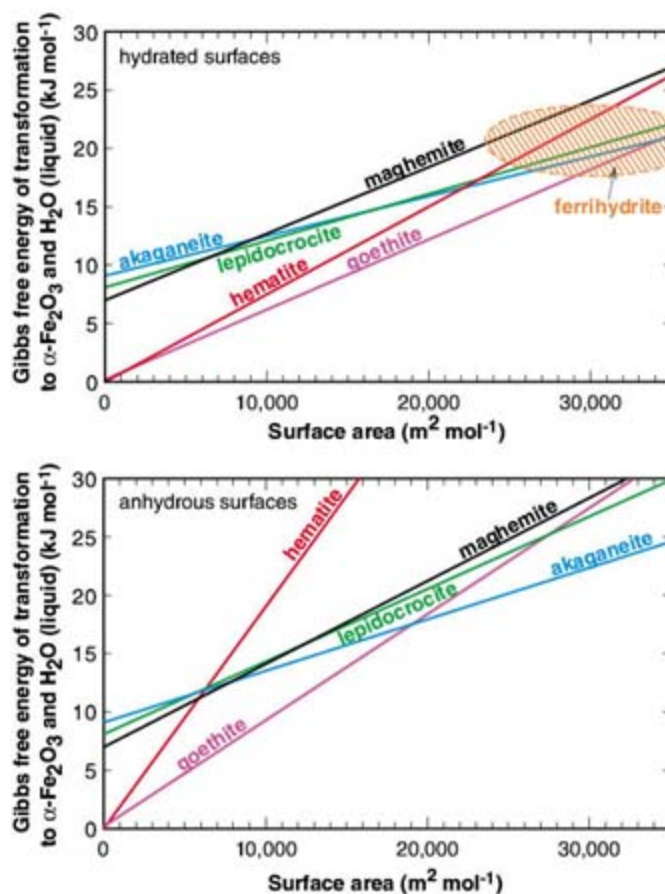 Gibbs free energy of transformation
to α-Fe₂O₃ and H₂O (liquid) (kJ mol⁻¹)
30
25
20
15
10
5
0
hydrated surfaces
maghemite
ferrihydrite
akaganeite
lepidocrocite
hematite
goethite
0
10,000
20,000
30,000
Surface area (m² mol⁻¹)
Gibbs free energy of transformation
to α-Fe₂O₃ and H₂O (liquid) (kJ mol⁻¹)
30
25
20
15
10
5
0
anhydrous surfaces
hematite
maghemite
akaganeite
lepidocrocite
goethite
0
10,000
20,000
30,000
Surface area (m² mol⁻¹)